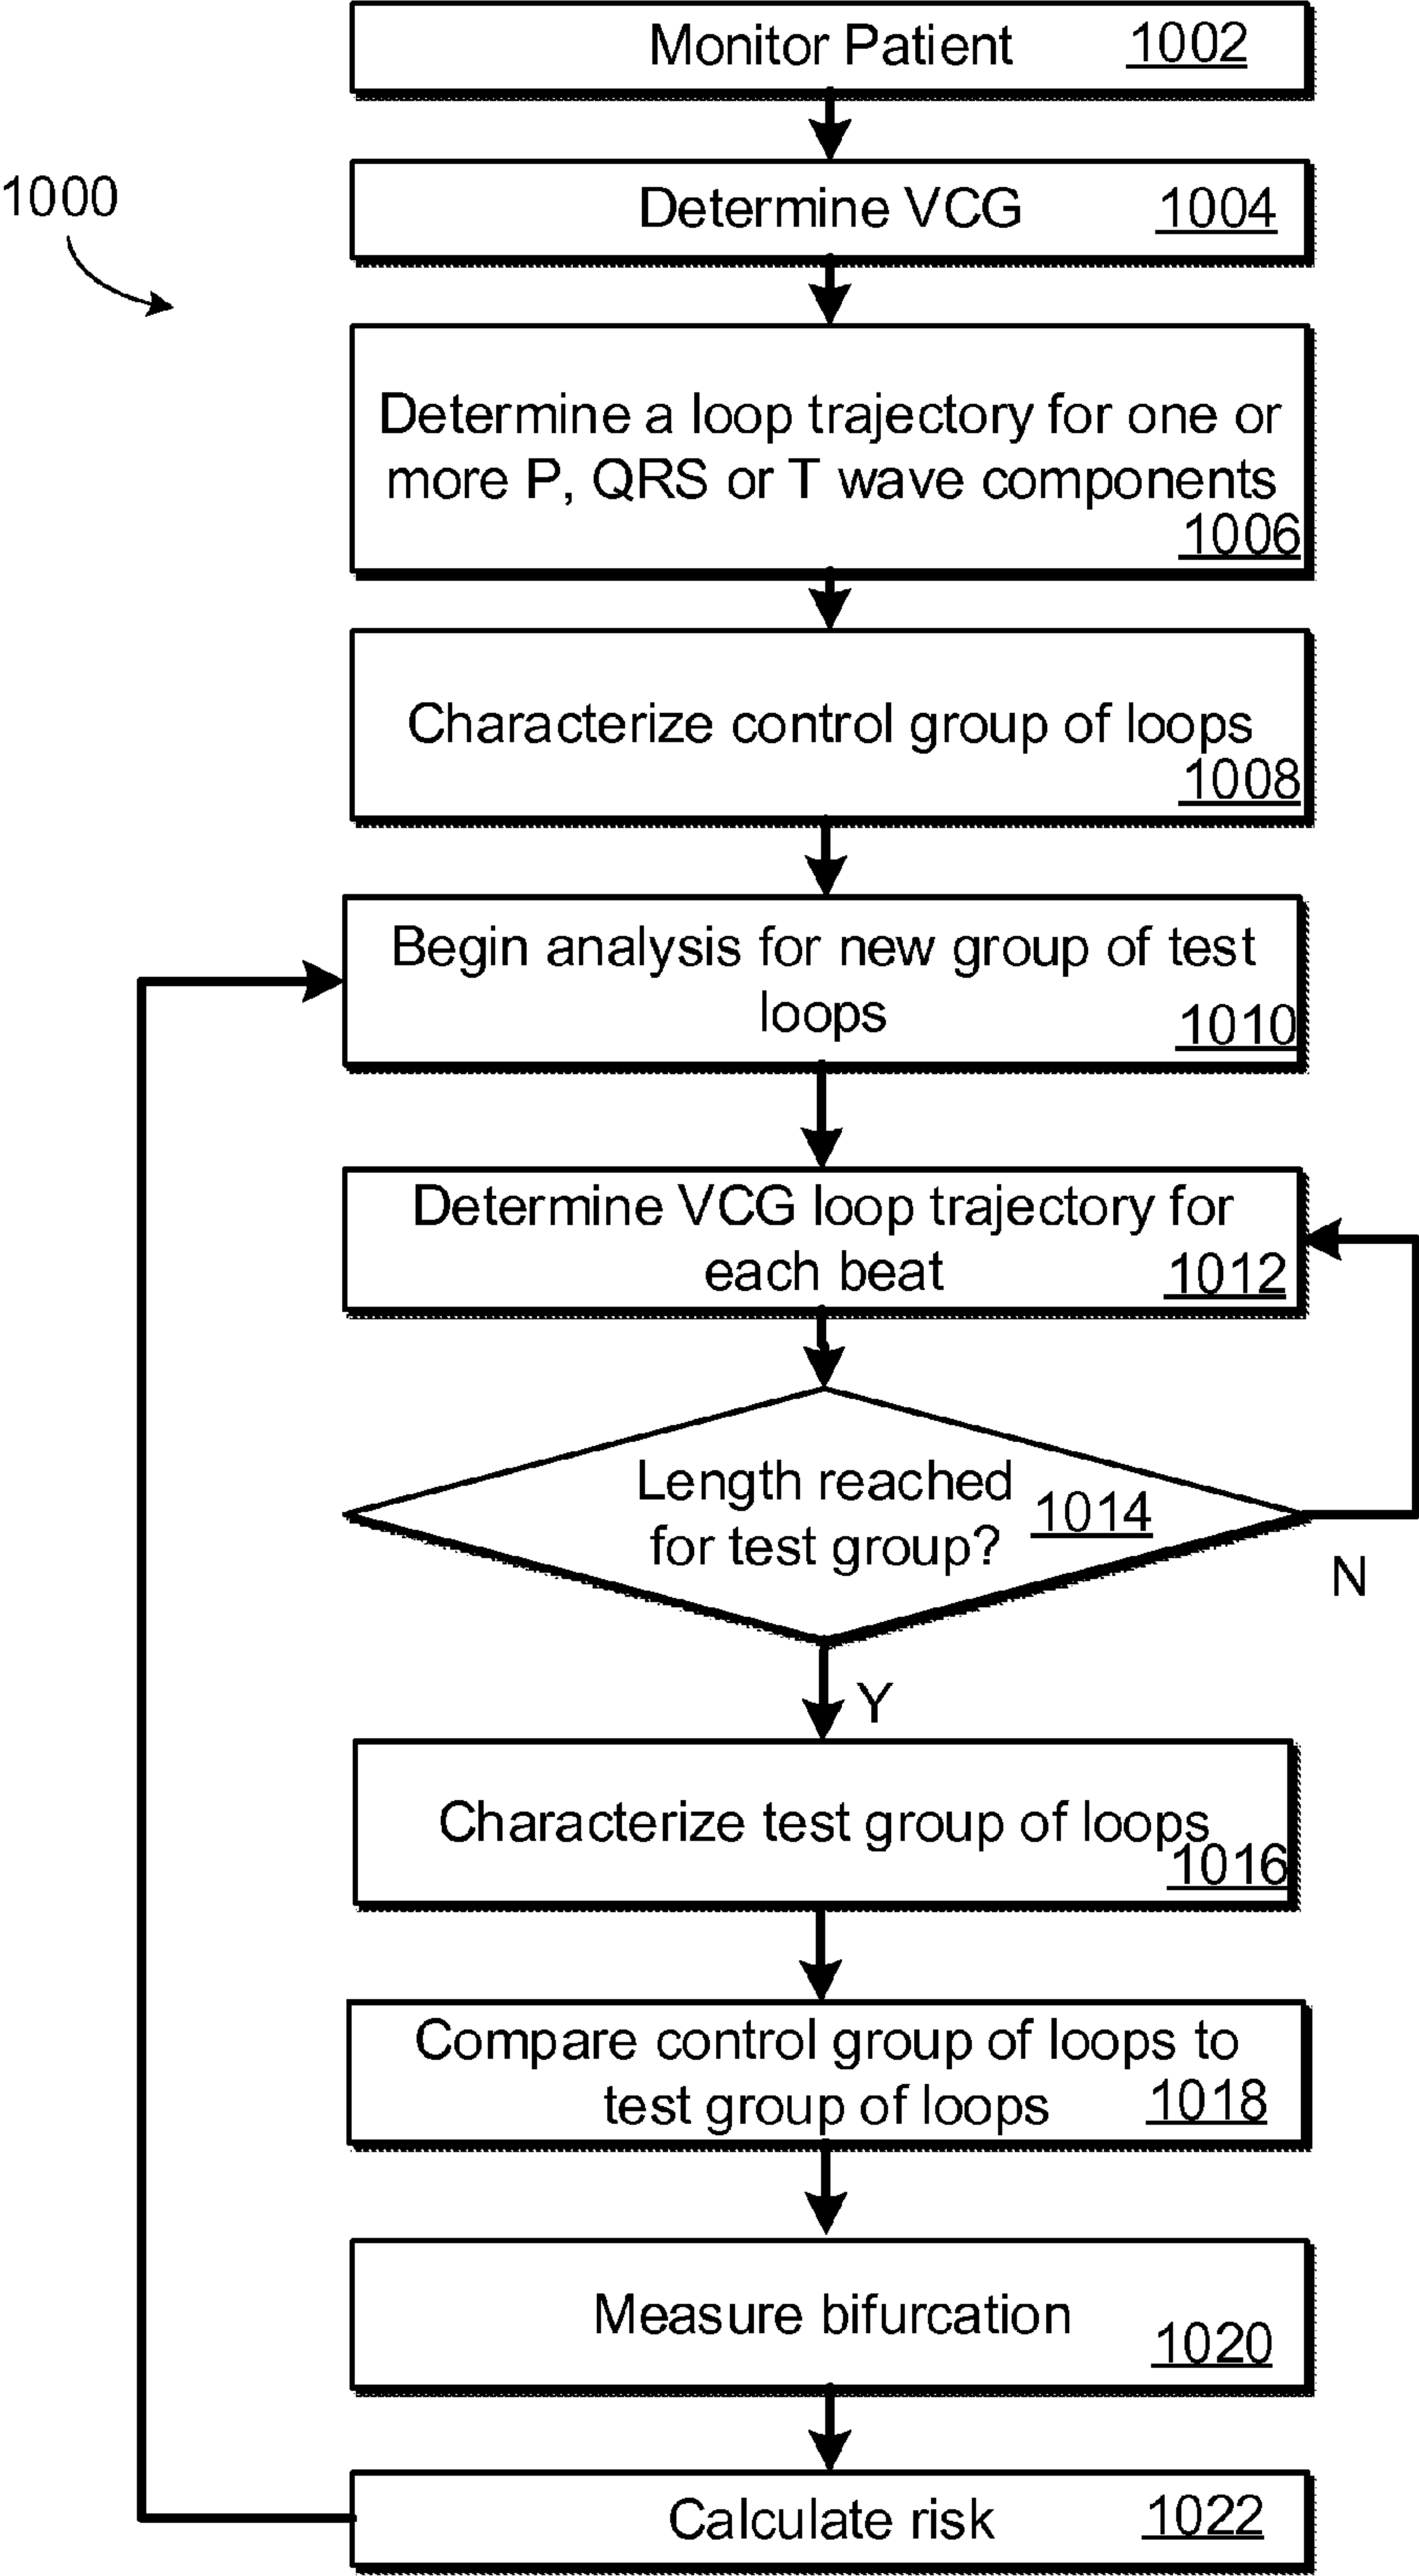 Monitor Patient 1002
1000
Determine VCG 1004
Determine a loop trajectory for one or
more P, QRS or T wave components
1006
Characterize control group of loops
1008
Begin analysis for new group of test
loops 1010
Determine VCG loop trajectory for
each beat 1012
Length reached
for test group? 1014
N
Y
Characterize test group of loops
1016
Compare control group of loops to
test group of loops 1018
Measure bifurcation
1020
Calculate risk 1022